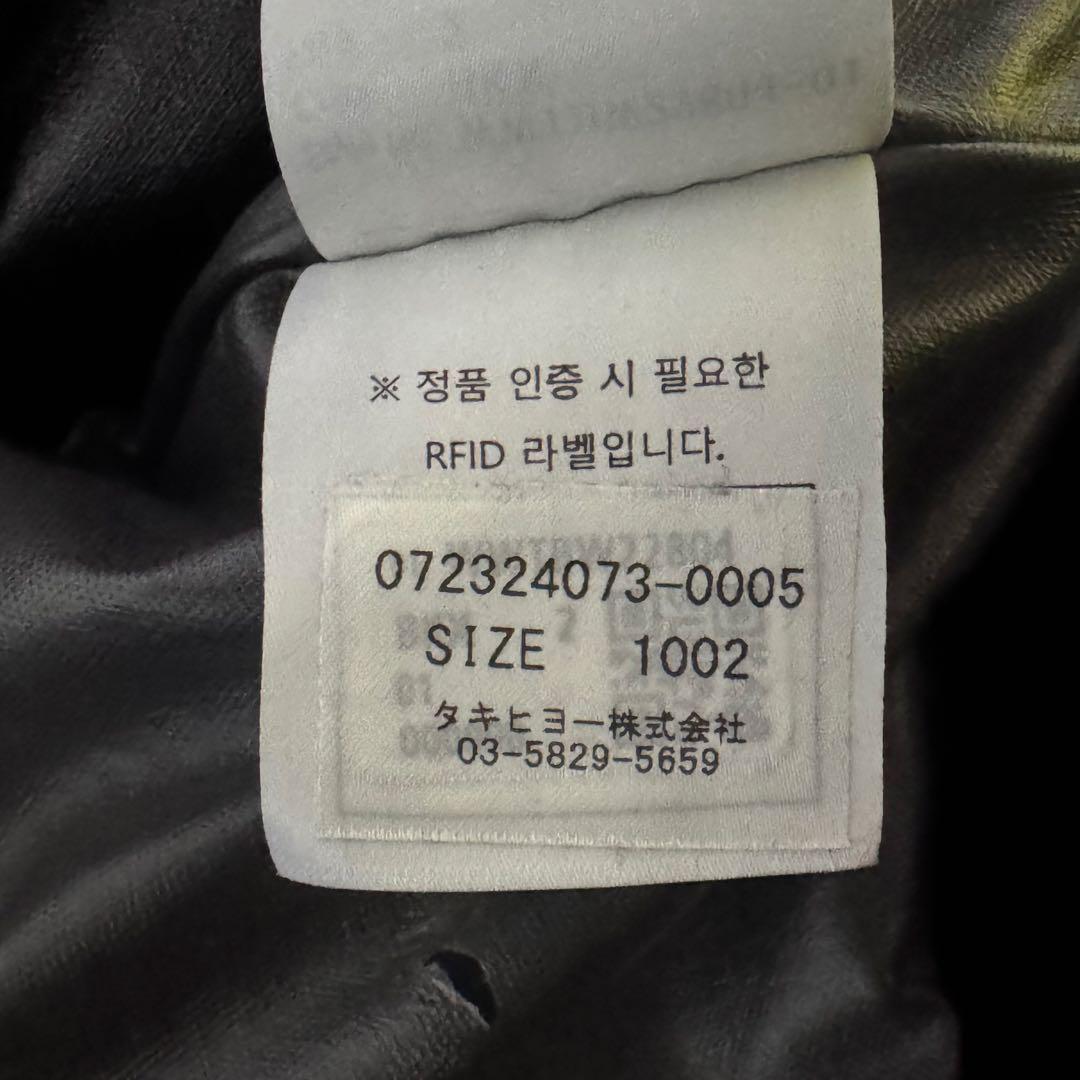 ※ 정품 인증 시 필요한
RFID 라벨입니다.
072324073-0005
SIZE 1002
タキヒヨー株式会社
03-5829-5659